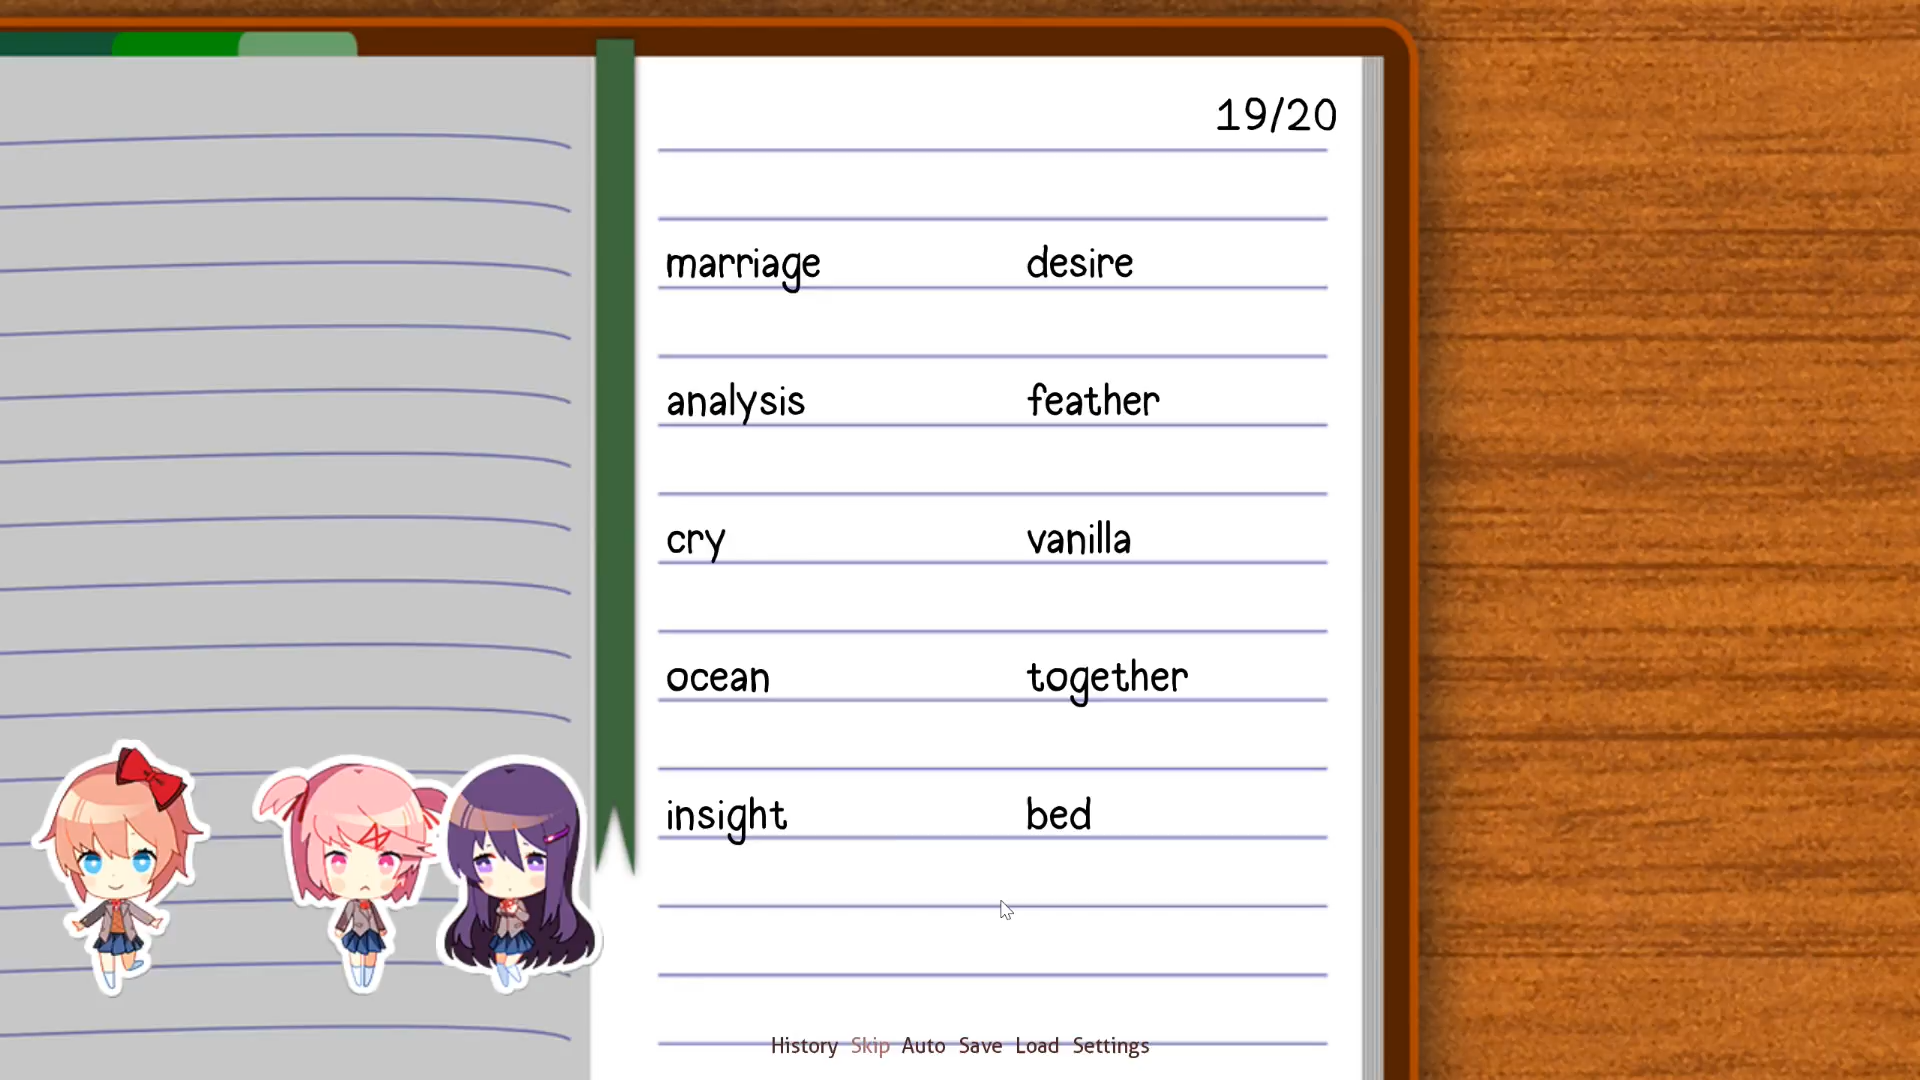 19/20
marriage desire
analysis feather
cry vanilla
ocean together
insight bed
History Skip Auto Save Load Settings